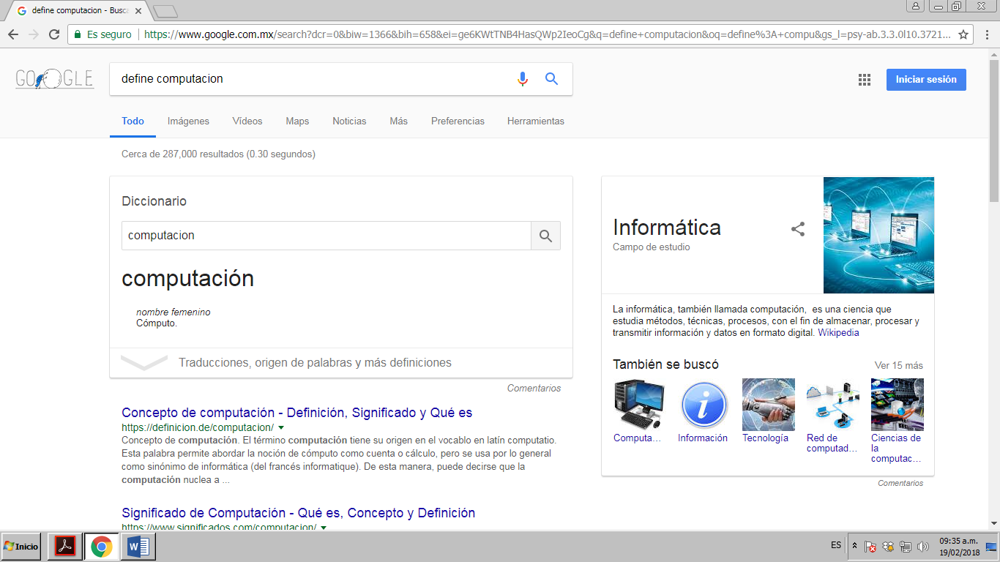 define computacion - Busca
Es seguro
https://www.google.com.mx/search?dcr=0&biw=1366&bih=658&ei=ge6KWtTNB4HasQWp2IeoCg&q=define+computacion&oq=define%3A+compu&gs_l=psy-ab.3.3.0l10.3721...
GOOGLE
define computacion
Iniciar sesión
Todo Imágenes Vídeos Maps Noticias Más Preferencias Herramientas
Cerca de 287,000 resultados (0.30 segundos)
Diccionario
computacion
computación
nombre femenino
Cómputo.
Traducciones, origen de palabras y más definiciones
Comentarios
Concepto de computación - Definición, Significado y Qué es
https://definicion.de/computacion/
Concepto de computación. El término computación tiene su origen en el vocablo en latín computatio.
Esta palabra permite abordar la noción de cómputo como cuenta o cálculo, pero se usa por lo general
como sinónimo de informática (del francés informatique). De esta manera, puede decirse que la
computación nuclea a ...
Significado de Computación - Qué es, Concepto y Definición
https://www.significados.com/computacion/
Informática
Campo de estudio
La informática, también llamada computación, es una ciencia que
estudia métodos, técnicas, procesos, con el fin de almacenar, procesar y
transmitir información y datos en formato digital. Wikipedia
También se buscó
Ver 15 más
Computa...
Información
Tecnología
Red de
computad...
Ciencias de
la
computac...
Comentarios
Inicio
ES
09:35 a.m.
19/02/2018